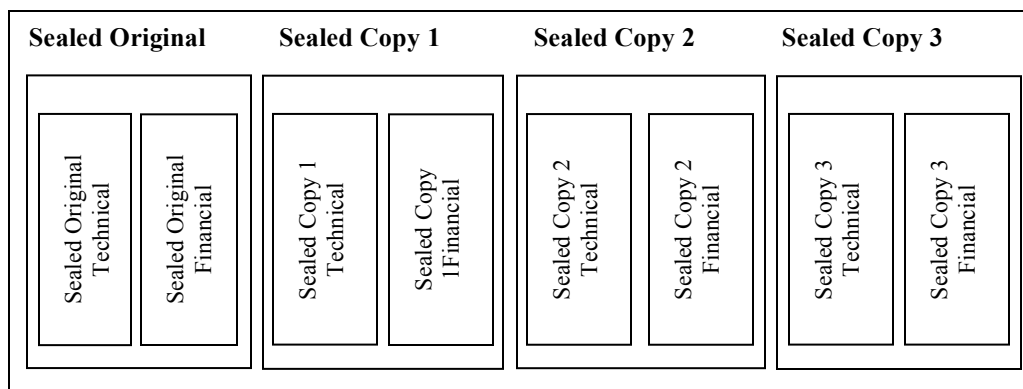 Sealed Original
Sealed Copy 1
Sealed Copy 2
Sealed Copy 3
Sealed Original
Technical
Sealed Original
Financial
Sealed Copy 1
Technical
Sealed Copy
1Financial
Sealed Copy 2
Technical
Sealed Copy 2
Financial
Sealed Copy 3
Technical
Sealed Copy 3
Financial